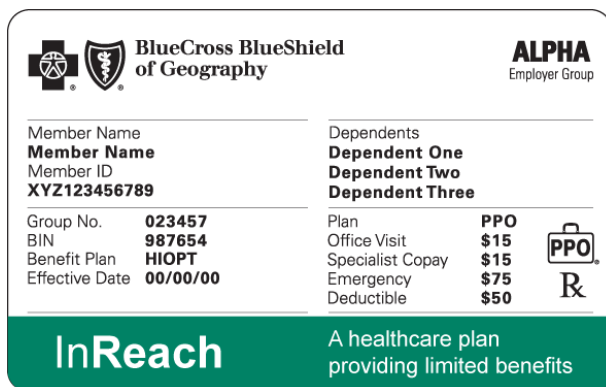 BlueCross BlueShield
of Geography
ALPHA
Employer Group
Member Name
Member Name
Member ID
XYZ123456789
Dependents
Dependent One
Dependent Two
Dependent Three
Group No. 023457
BIN 987654
Benefit Plan HIOPT
Effective Date 00/00/00
Plan PPO
Office Visit $15
Specialist Copay $15
Emergency $75
Deductible $50
PPO
Rx
InReach
A healthcare plan
providing limited benefits